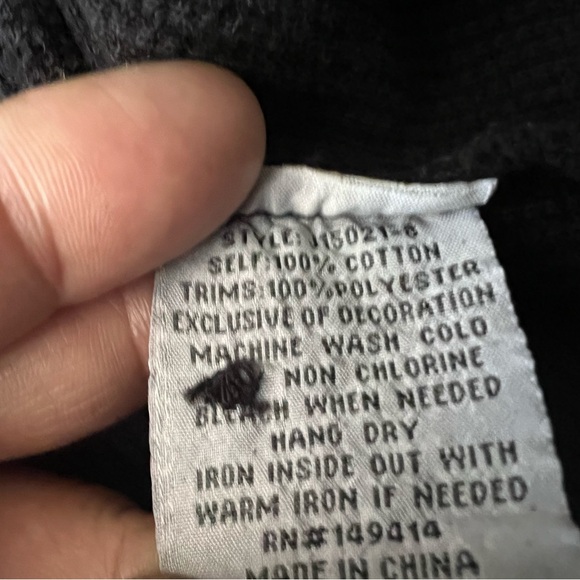 STYLE: J15021-8
SELF:100% COTTON
TRIMS:100%POLYESTER
EXCLUSIVE OF DECORATION
MACHINE WASH COLD
NON CHLORINE
BLEACH WHEN NEEDED
HANG DRY
IRON INSIDE OUT WITH
WARM IRON IF NEEDED
RN#149414
MADE IN CHINA